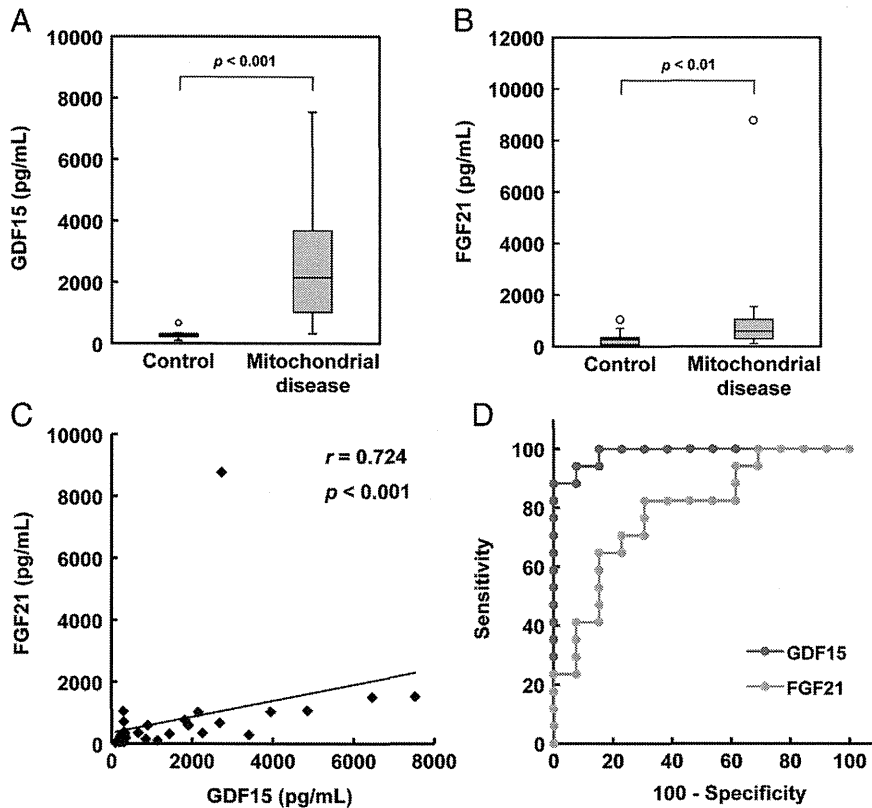 A
10000
8000
6000
4000
2000
0
GDF15 (pg/mL)
p < 0.001
Control
Mitochondrial
disease
B
12000
10000
8000
6000
4000
2000
0
FGF21 (pg/mL)
p < 0.01
Control
Mitochondrial
disease
C
10000
8000
6000
4000
2000
0
FGF21 (pg/mL)
r = 0.724
p < 0.001
0
2000
4000
6000
8000
GDF15 (pg/mL)
D
100
80
60
40
20
0
Sensitivity
GDF15
FGF21
0
20
40
60
80
100
100 - Specificity